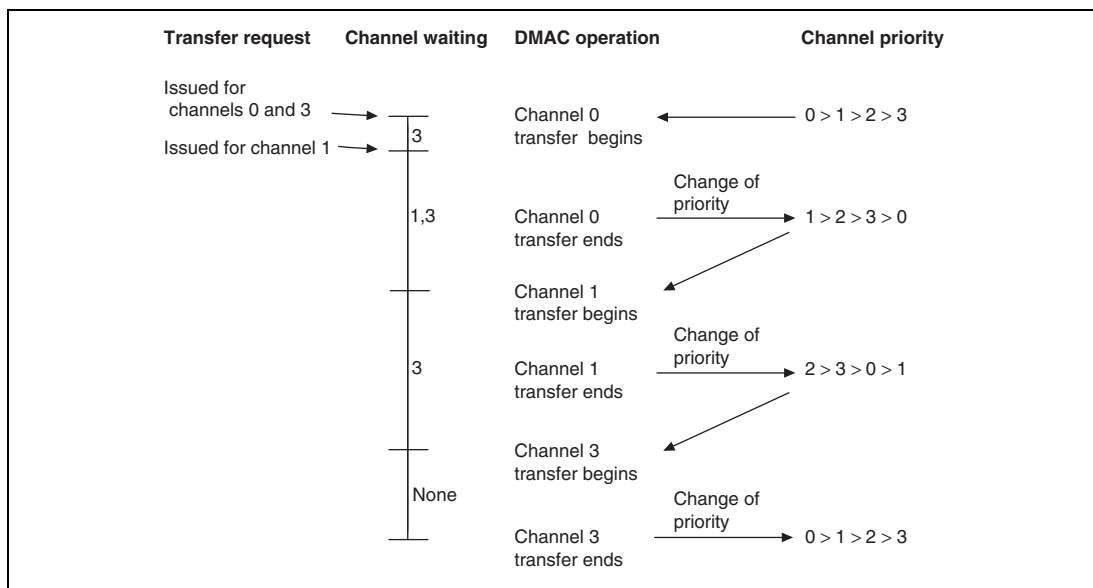 Transfer request
Channel waiting
DMAC operation
Channel priority
Issued for
channels 0 and 3
3
Channel 0
transfer begins
0 > 1 > 2 > 3
Issued for channel 1
1,3
Channel 0
transfer ends
Change of
priority
1 > 2 > 3 > 0
Channel 1
transfer begins
3
Channel 1
transfer ends
Change of
priority
2 > 3 > 0 > 1
Channel 3
transfer begins
None
Channel 3
transfer ends
Change of
priority
0 > 1 > 2 > 3